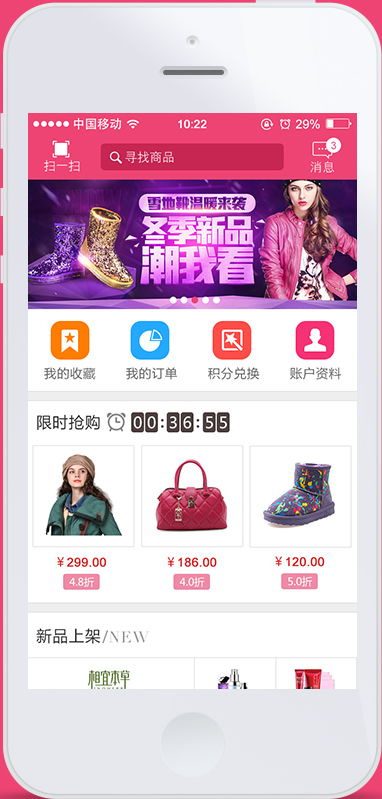 中国移动 10:22 29%
扫一扫 寻找商品 3 消息
雪地靴温暖来袭
冬季新品
潮我看
我的收藏 我的订单 积分兑换 账户资料
限时抢购 00:36:55
¥299.00 ¥186.00 ¥120.00
4.8折 4.0折 5.0折
新品上架/NEW
相宜本草